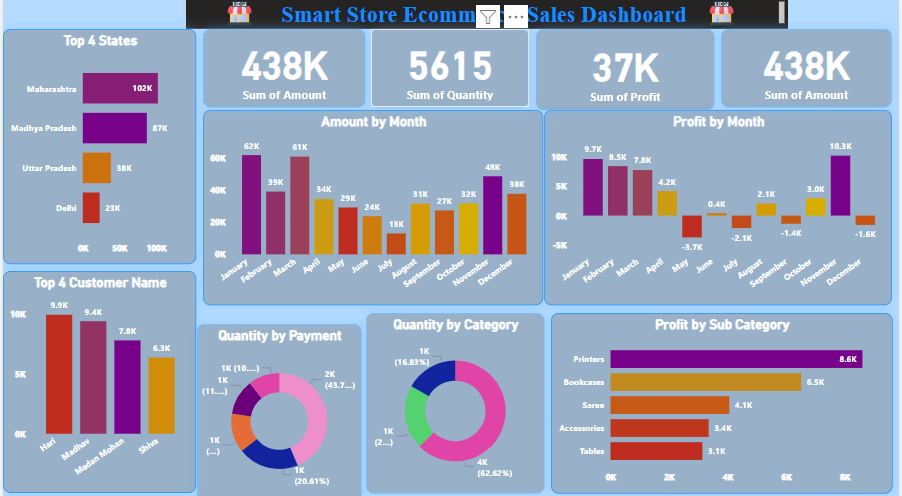 Smart Store Ecomm Sales Dashboard
Top 4 States
Maharashtra 102K
Madhya Pradesh 87K
Uttar Pradesh 38K
Delhi 23K
0K 50K 100K
438K
Sum of Amount
5615
Sum of Quantity
37K
Sum of Profit
438K
Sum of Amount
Amount by Month
60K
40K
20K
0K
62K 39K 61K 34K 29K 24K 13K 31K 27K 32K 48K 38K
January February March April May June July August September October November December
Profit by Month
10K
5K
0K
-5K
9.7K 8.5K 7.8K 4.2K -3.7K 0.4K -2.1K 2.1K -1.4K 3.0K 10.3K -1.6K
January February March April May June July August September October November December
Top 4 Customer Name
10K
5K
0K
9.9K 9.4K 7.8K 6.3K
Hari Madhav Madan Mohan Shiva
Quantity by Payment
1K (10....)
1K
(11....)
1K
(...)
2K
(43.7...)
1K
(20.61%)
Quantity by Category
1K
(16.83%)
1K
(2...)
4K
(62.62%)
Profit by Sub Category
Printers 8.6K
Bookcases 6.5K
Saree 4.1K
Accessories 3.4K
Tables 3.1K
0K 2K 4K 6K 8K